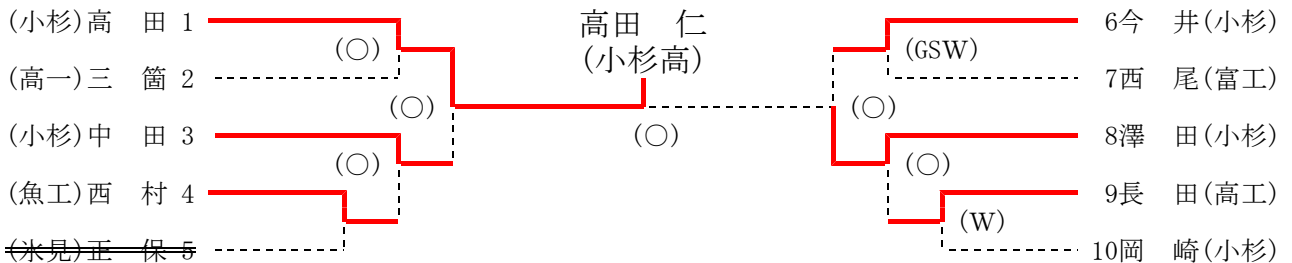 (小杉)高　田 1
(高一)三　箇 2
(小杉)中　田 3
(魚工)西　村 4
(氷見)正　保 5
(○)
(○)
(○)
高田　仁
(小杉高)
(○)
(GSW)
(○)
(○)
(W)
6今　井(小杉)
7西　尾(富工)
8澤　田(小杉)
9長　田(高工)
10岡　崎(小杉)